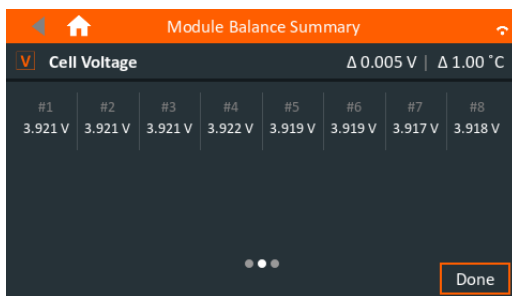 Module Balance Summary
V Cell Voltage Δ 0.005 V | Δ 1.00 ˚C
#1 #2 #3 #4 #5 #6 #7 #8
3.921 V 3.921 V 3.921 V 3.922 V 3.919 V 3.919 V 3.917 V 3.918 V
Done